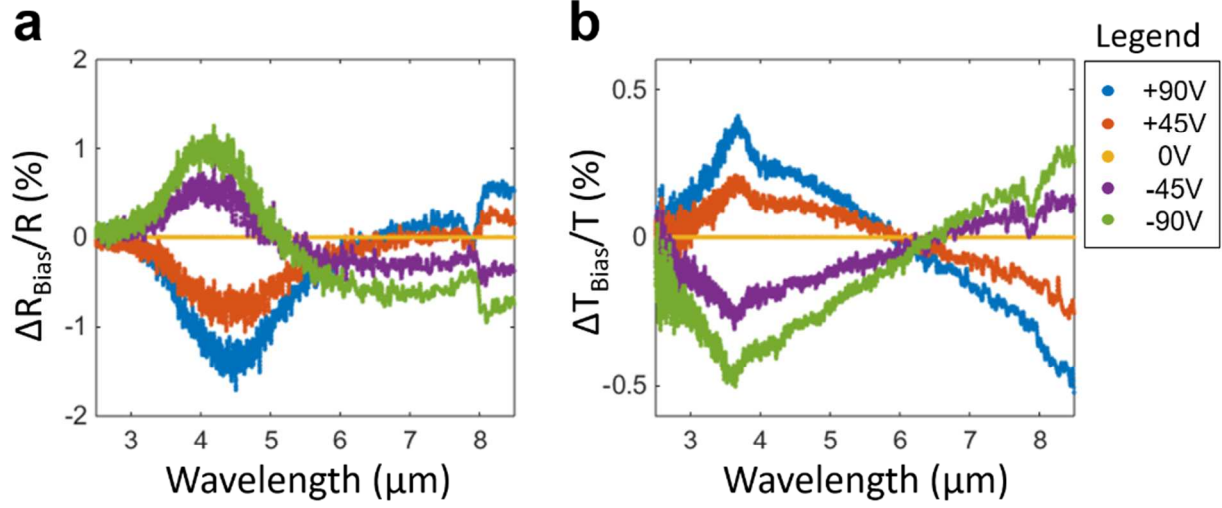 a
2
1
0
-1
-2
ΔR_Bias/R (%)
3 4 5 6 7 8
Wavelength (μm)
b
0.5
0
-0.5
ΔT_Bias/T (%)
3 4 5 6 7 8
Wavelength (μm)
Legend
+90V
+45V
0V
-45V
-90V